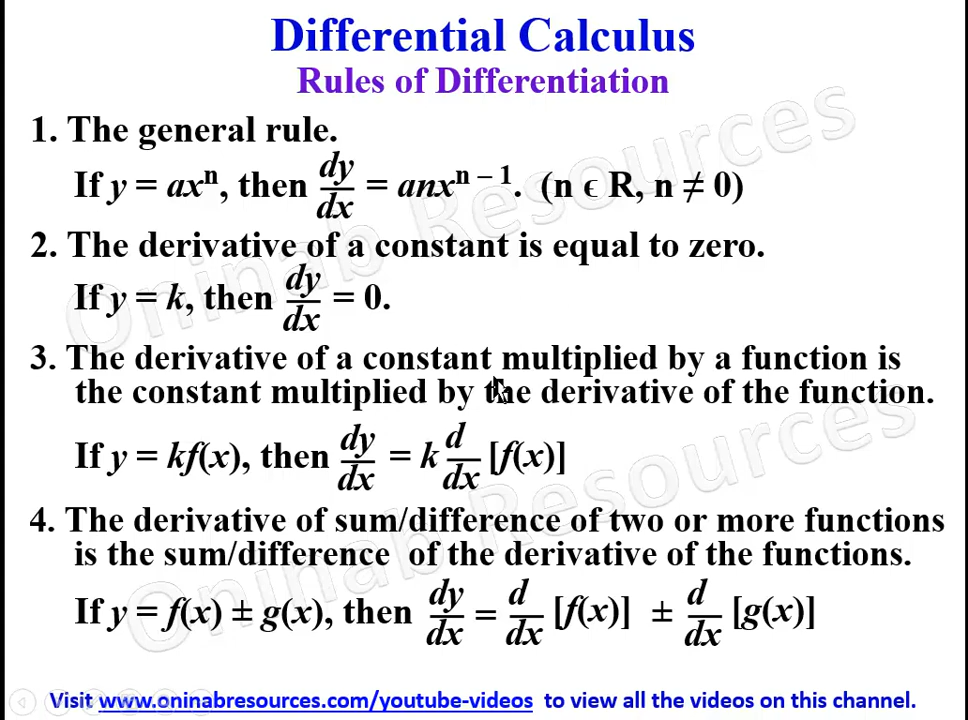 Differential Calculus
Rules of Differentiation
1. The general rule.
If y = axⁿ, then dy/dx = anxⁿ ⁻ ¹. (n ϵ R, n ≠ 0)
2. The derivative of a constant is equal to zero.
If y = k, then dy/dx = 0.
3. The derivative of a constant multiplied by a function is
the constant multiplied by the derivative of the function.
If y = kf(x), then dy/dx = k d/dx [f(x)]
4. The derivative of sum/difference of two or more functions
is the sum/difference of the derivative of the functions.
If y = f(x) ± g(x), then dy/dx = d/dx [f(x)] ± d/dx [g(x)]
Visit www.oninabresources.com/youtube-videos to view all the videos on this channel.
Oninab Resources
Oninab Resources